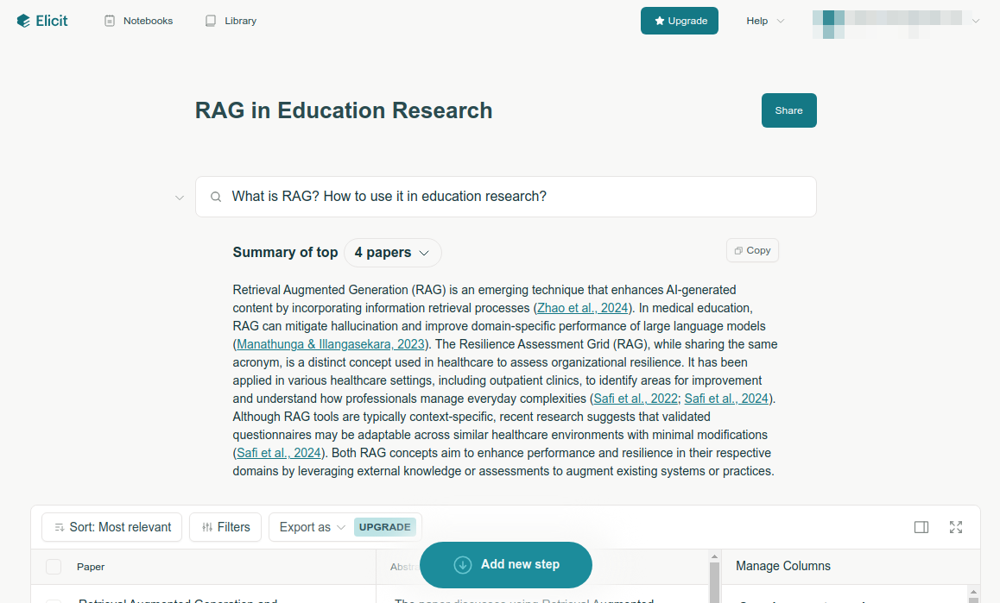 Elicit
Notebooks
Library
Upgrade
Help
RAG in Education Research
Share
What is RAG? How to use it in education research?
Summary of top
4 papers
Copy
Retrieval Augmented Generation (RAG) is an emerging technique that enhances AI-generated
content by incorporating information retrieval processes (Zhao et al., 2024). In medical education,
RAG can mitigate hallucination and improve domain-specific performance of large language models
(Manathunga & Illangasekara, 2023). The Resilience Assessment Grid (RAG), while sharing the same
acronym, is a distinct concept used in healthcare to assess organizational resilience. It has been
applied in various healthcare settings, including outpatient clinics, to identify areas for improvement
and understand how professionals manage everyday complexities (Safi et al., 2022; Safi et al., 2024).
Although RAG tools are typically context-specific, recent research suggests that validated
questionnaires may be adaptable across similar healthcare environments with minimal modifications
(Safi et al., 2024). Both RAG concepts aim to enhance performance and resilience in their respective
domains by leveraging external knowledge or assessments to augment existing systems or practices.
Sort: Most relevant
Filters
Export as
UPGRADE
Add new step
Paper
Manage Columns
Retrieval Augmented Generation and
The paper discusses using Retrieval Augmented